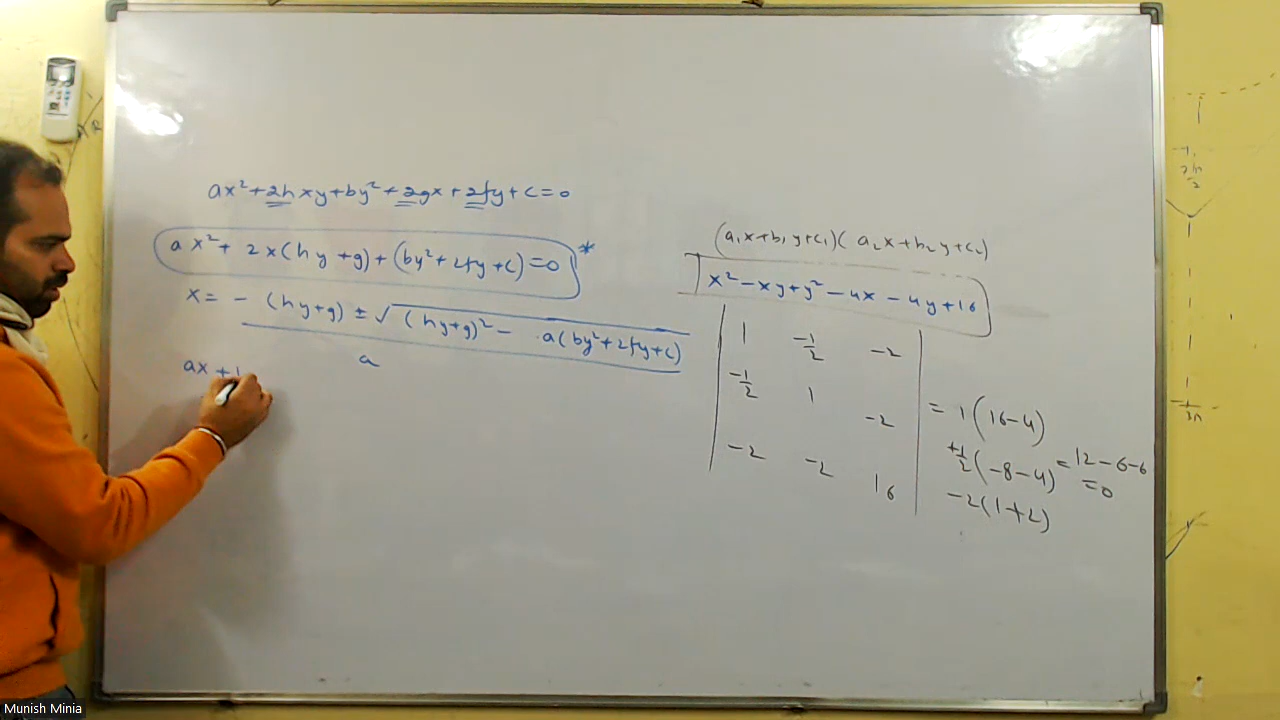 ax²+2hxy+by²+2gx+2fy+c=0
ax²+2x(hy+g)+(by²+2fy+c)=0 *
x= -(hy+g)±√(hy+g)²- a(by²+2fy+c)
a
ax+
(a₁x+b₁y+c₁)(a₂x+b₂y+c₂)
x²-xy+y²-4x-4y+16
1 -1/2 -2
-1/2 1 -2
-2 -2 16
= 1(16-4)
+1/2(-8-4)
-2(1+2)
=12-6-6
=0
Munish Minia